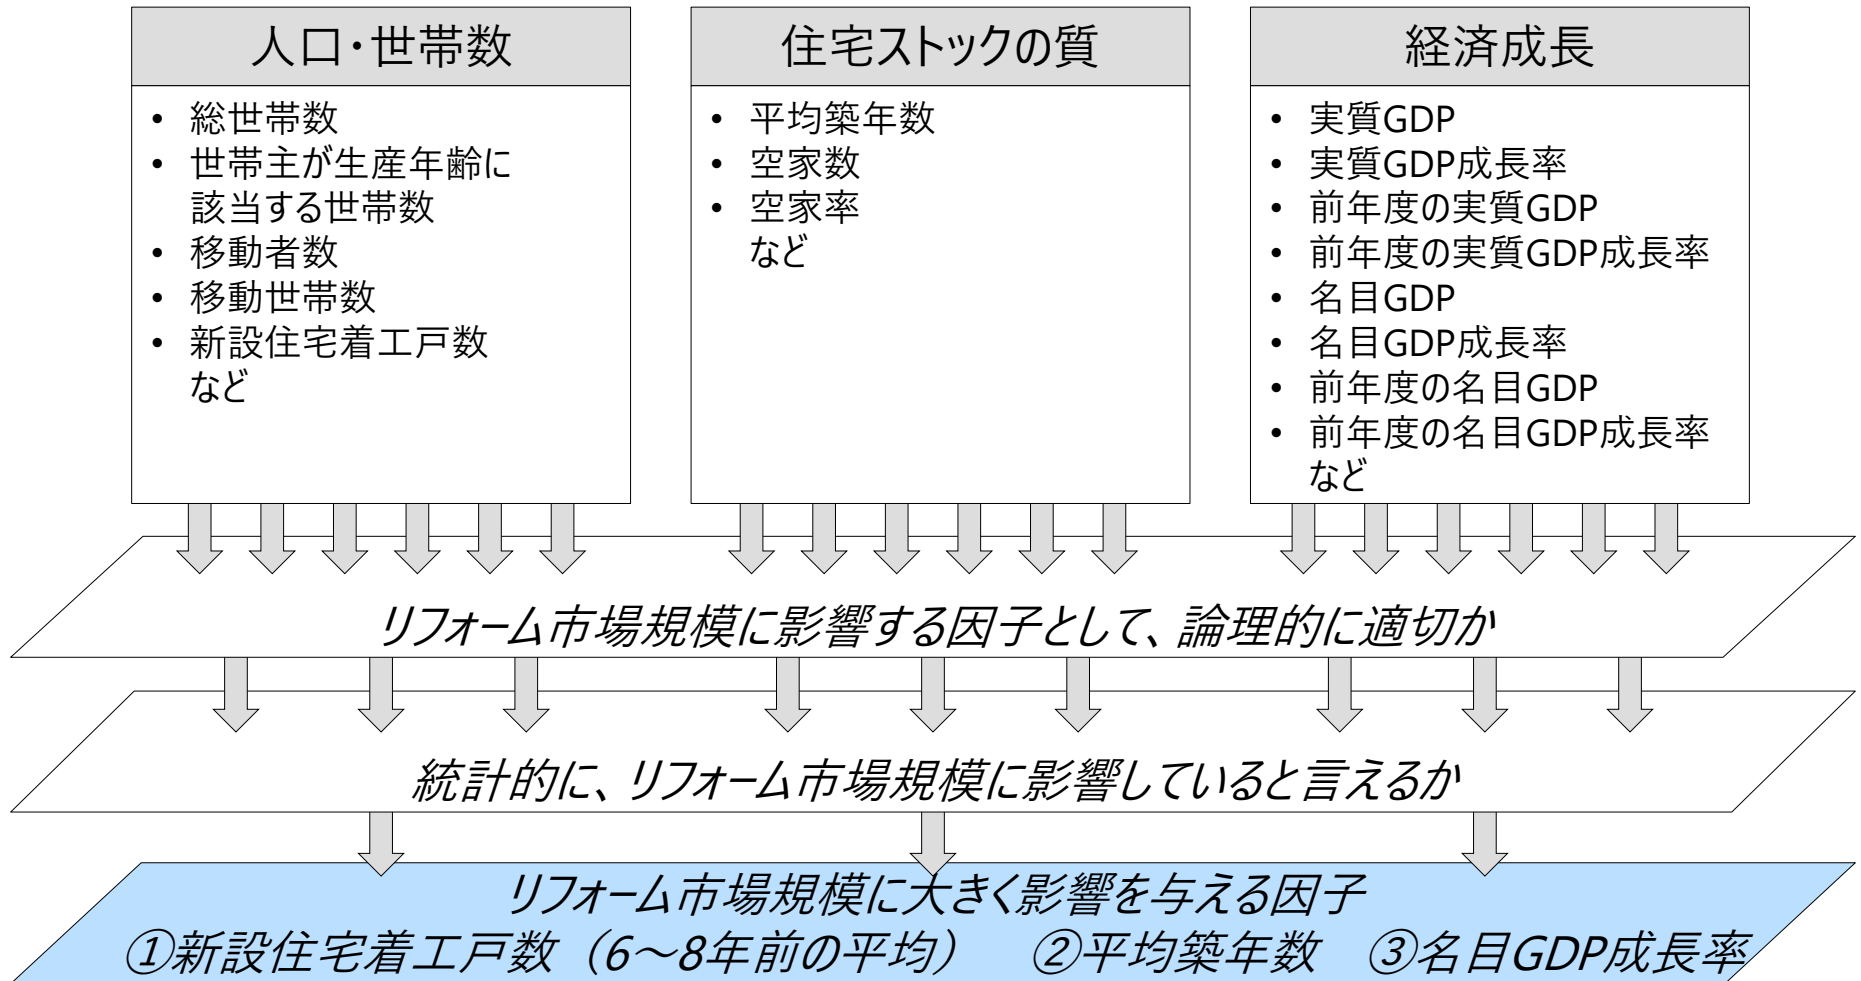 人口・世帯数
• 総世帯数
• 世帯主が生産年齢に
該当する世帯数
• 移動者数
• 移動世帯数
• 新設住宅着工戸数
など
住宅ストックの質
• 平均築年数
• 空家数
• 空家率
など
経済成長
• 実質GDP
• 実質GDP成長率
• 前年度の実質GDP
• 前年度の実質GDP成長率
• 名目GDP
• 名目GDP成長率
• 前年度の名目GDP
• 前年度の名目GDP成長率
など
リフォーム市場規模に影響する因子として、論理的に適切か
統計的に、リフォーム市場規模に影響していると言えるか
リフォーム市場規模に大きく影響を与える因子
①新設住宅着工戸数（6～8年前の平均）　②平均築年数　③名目GDP成長率